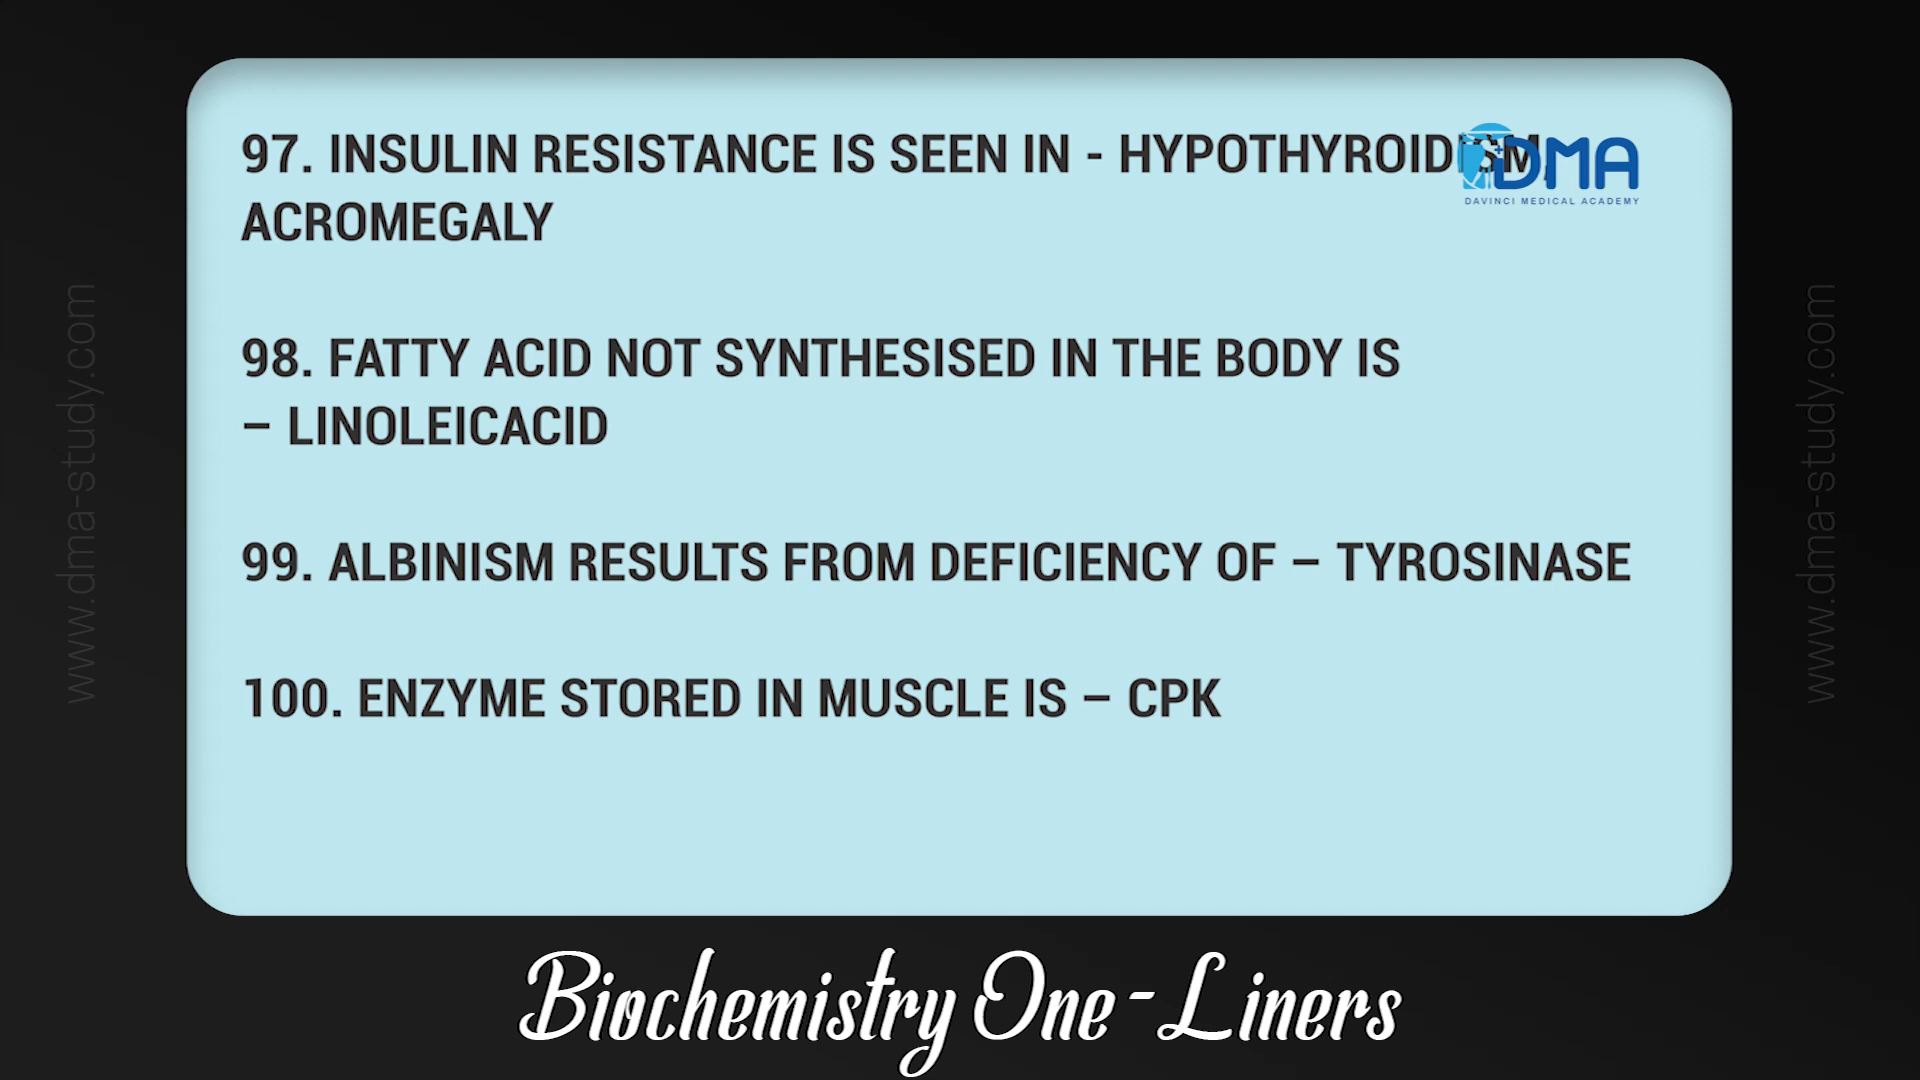 97. INSULIN RESISTANCE IS SEEN IN - HYPOTHYROIDISM,
ACROMEGALY
DMA
DAVINCI MEDICAL ACADEMY
98. FATTY ACID NOT SYNTHESISED IN THE BODY IS
– LINOLEICACID
99. ALBINISM RESULTS FROM DEFICIENCY OF – TYROSINASE
100. ENZYME STORED IN MUSCLE IS – CPK
www.dma-study.com
www.dma-study.com
Biochemistry One-Liners